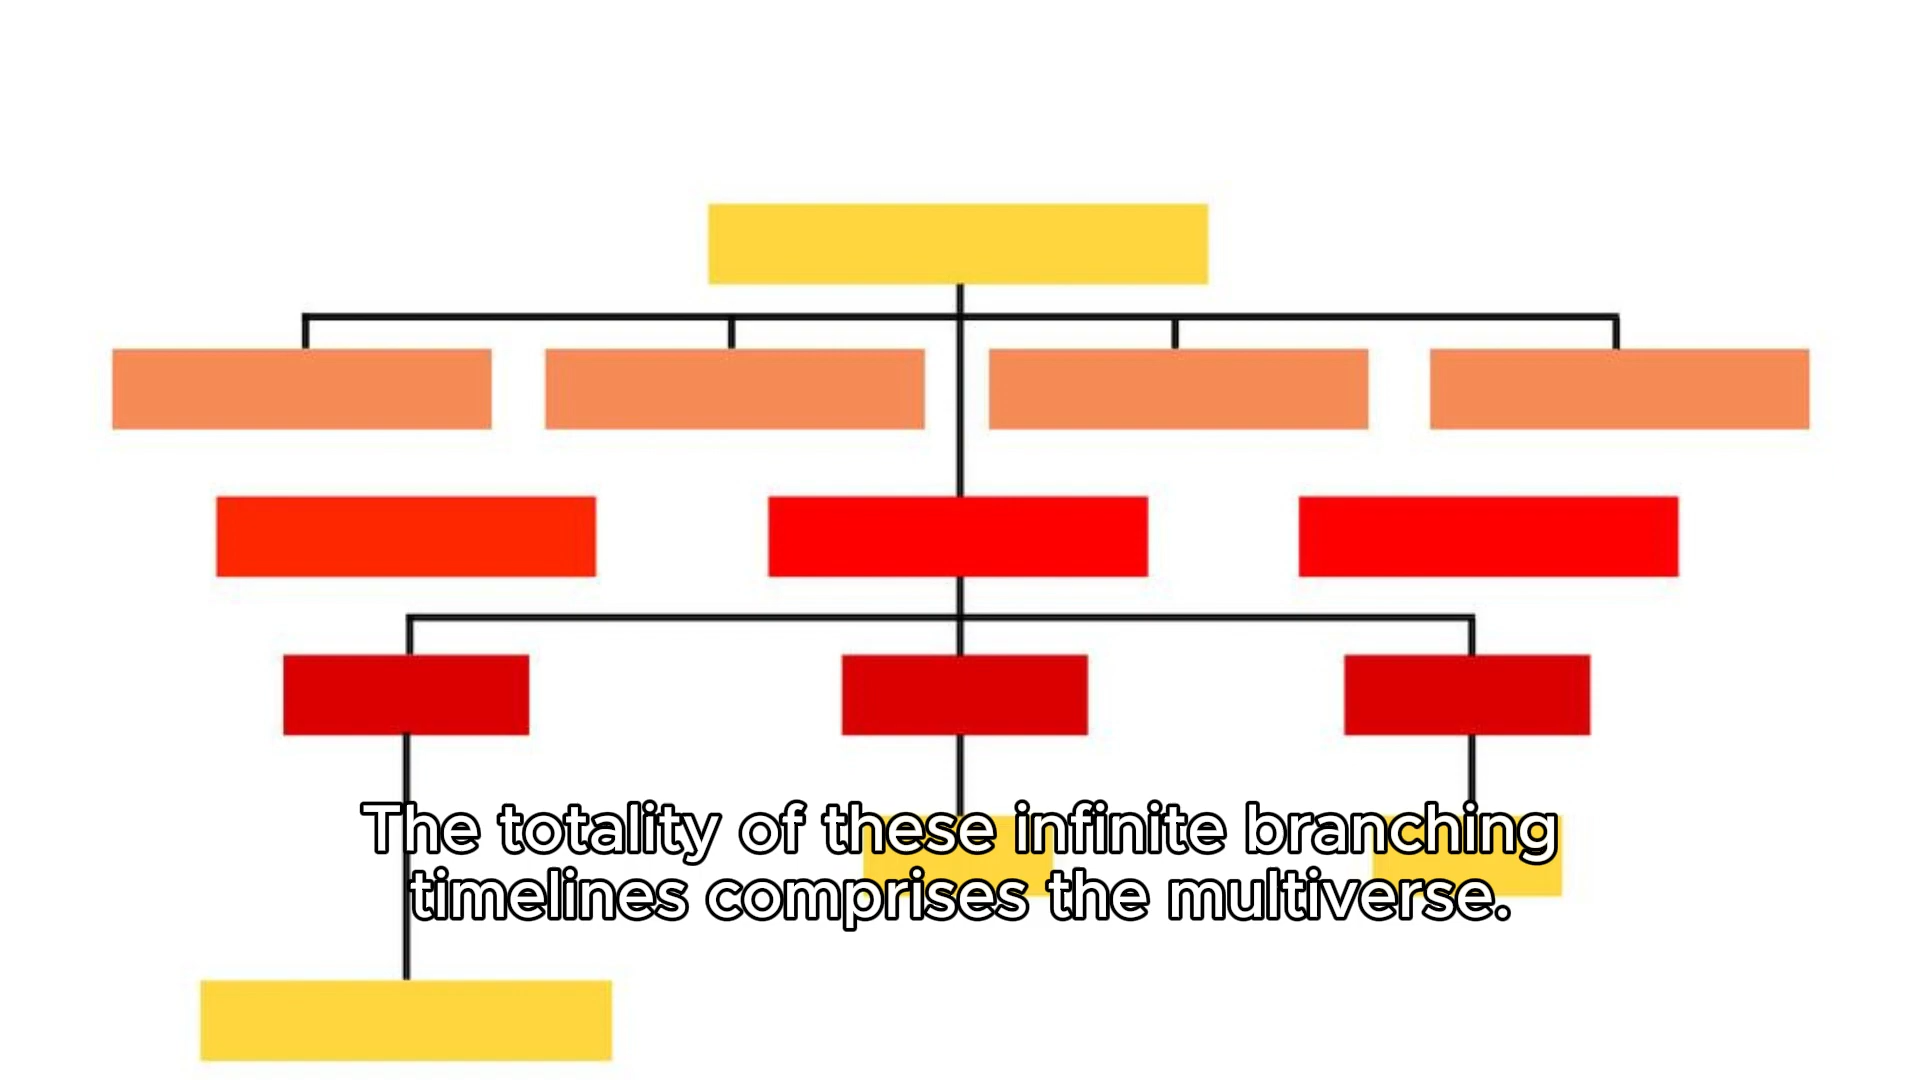 The totality of these infinite branching
timelines comprises the multiverse.